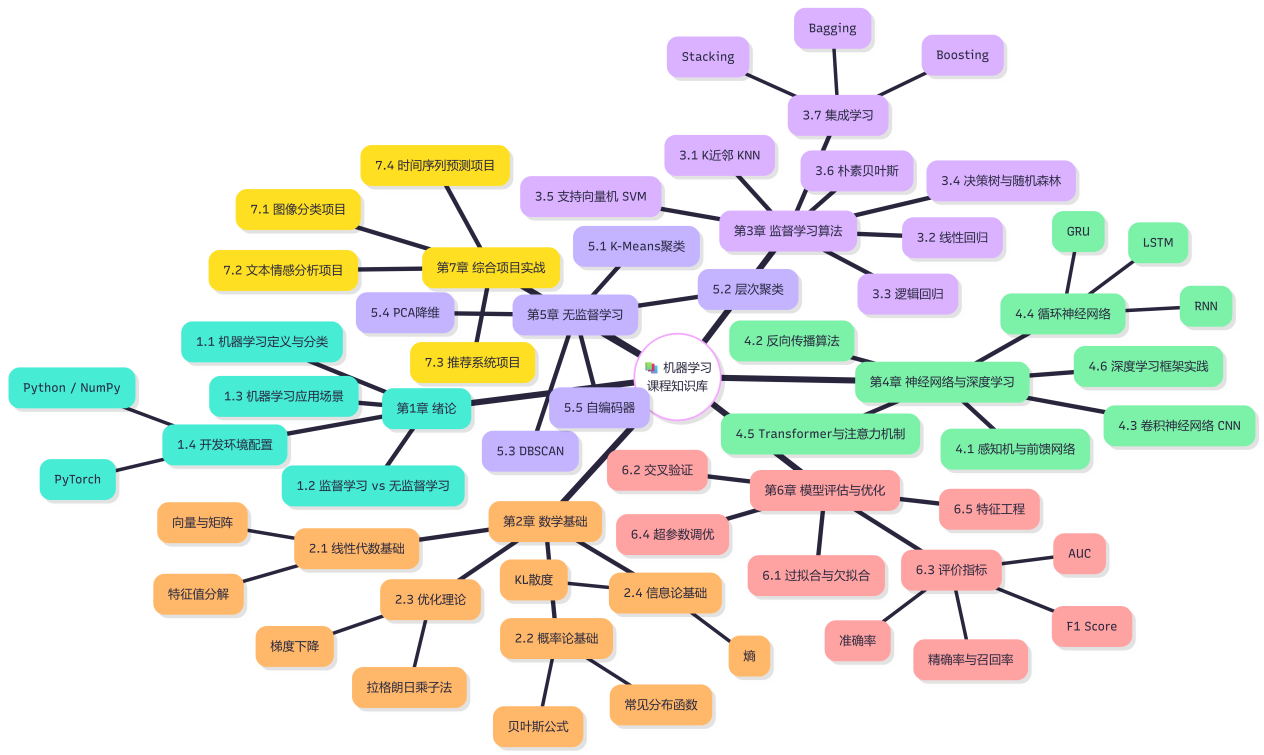 📚 机器学习
课程知识库
第1章 绪论
1.1 机器学习定义与分类
1.2 监督学习 vs 无监督学习
1.3 机器学习应用场景
1.4 开发环境配置
Python / NumPy
PyTorch
第2章 数学基础
2.1 线性代数基础
向量与矩阵
特征值分解
2.2 概率论基础
贝叶斯公式
常见分布函数
2.3 优化理论
梯度下降
拉格朗日乘子法
2.4 信息论基础
熵
KL散度
第3章 监督学习算法
3.1 K近邻 KNN
3.2 线性回归
3.3 逻辑回归
3.4 决策树与随机森林
3.5 支持向量机 SVM
3.6 朴素贝叶斯
3.7 集成学习
Bagging
Boosting
Stacking
第4章 神经网络与深度学习
4.1 感知机与前馈网络
4.2 反向传播算法
4.3 卷积神经网络 CNN
4.4 循环神经网络
RNN
LSTM
GRU
4.5 Transformer与注意力机制
4.6 深度学习框架实践
第5章 无监督学习
5.1 K-Means聚类
5.2 层次聚类
5.3 DBSCAN
5.4 PCA降维
5.5 自编码器
第6章 模型评估与优化
6.1 过拟合与欠拟合
6.2 交叉验证
6.3 评价指标
准确率
精确率与召回率
F1 Score
AUC
6.4 超参数调优
6.5 特征工程
第7章 综合项目实战
7.1 图像分类项目
7.2 文本情感分析项目
7.3 推荐系统项目
7.4 时间序列预测项目